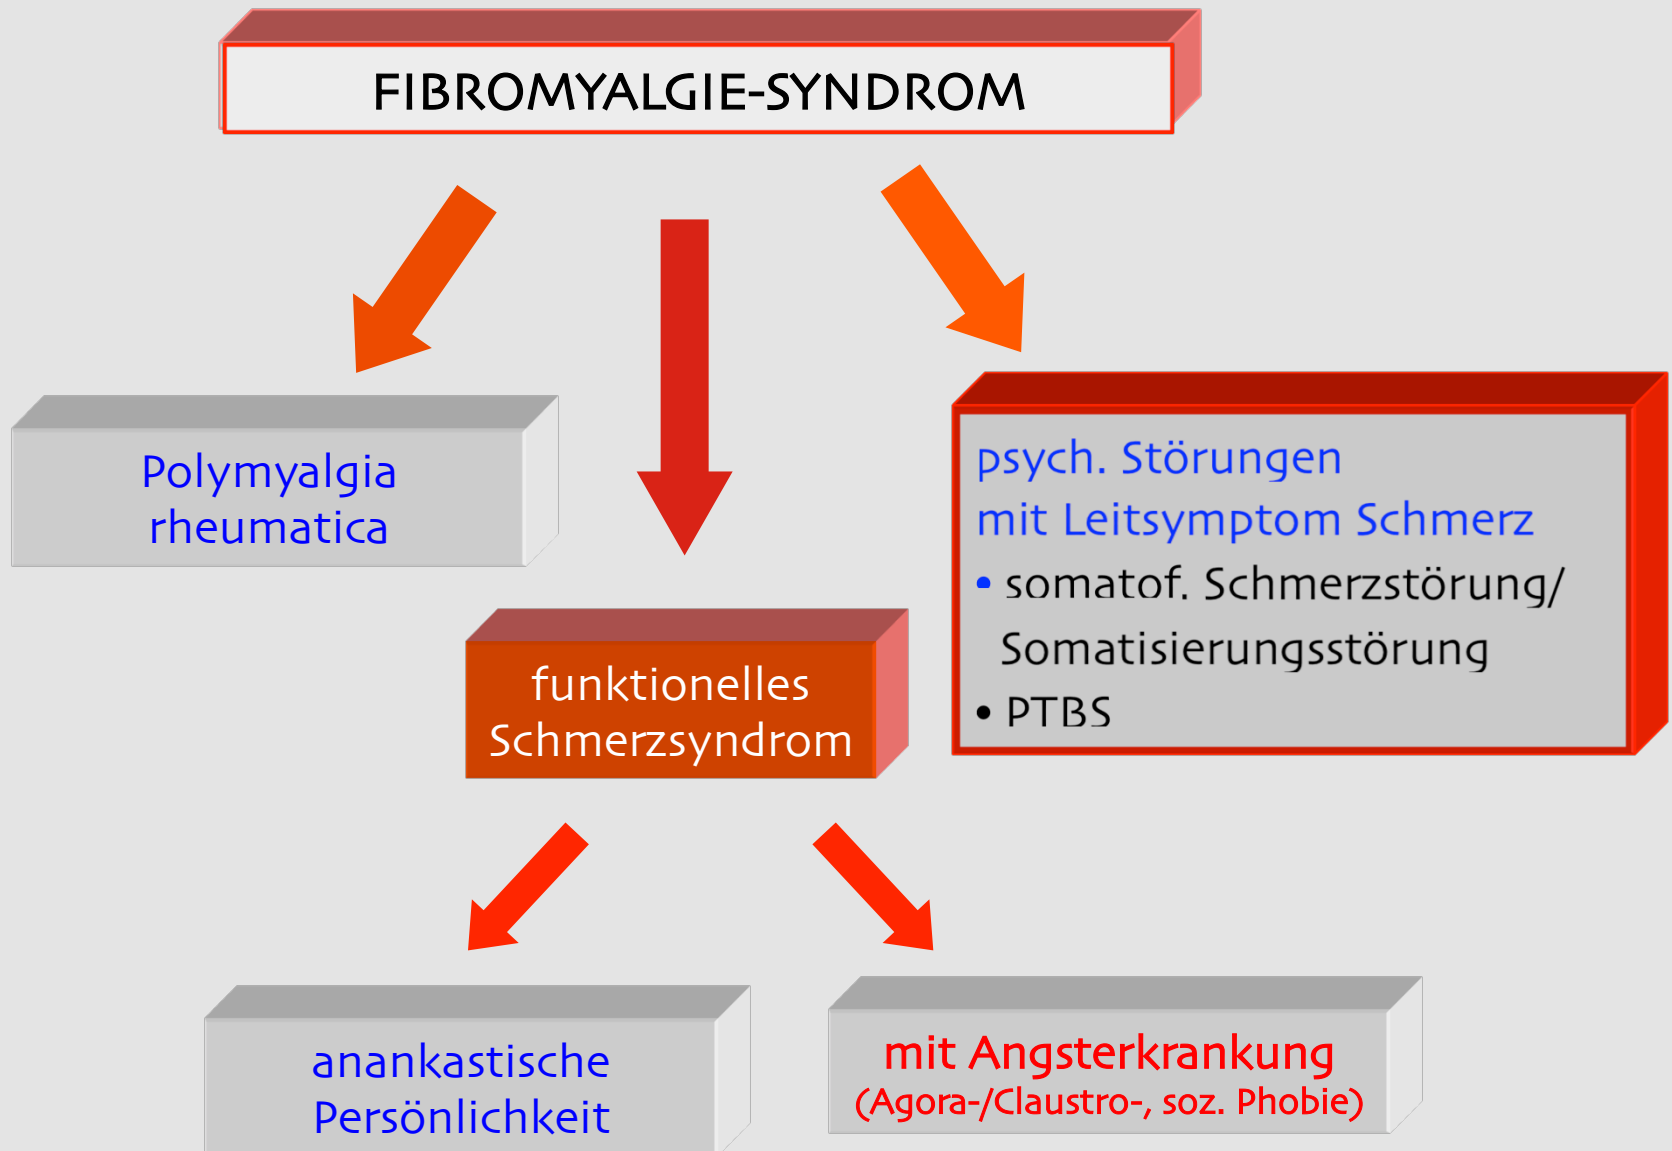 FIBROMYALGIE-SYNDROM
Polymyalgia
rheumatica
psych. Störungen
mit Leitsymptom Schmerz
• somatof. Schmerzstörung/
Somatisierungsstörung
• PTBS
funktionelles
Schmerzsyndrom
anankastische
Persönlichkeit
mit Angsterkrankung
(Agora-/Claustro-, soz. Phobie)